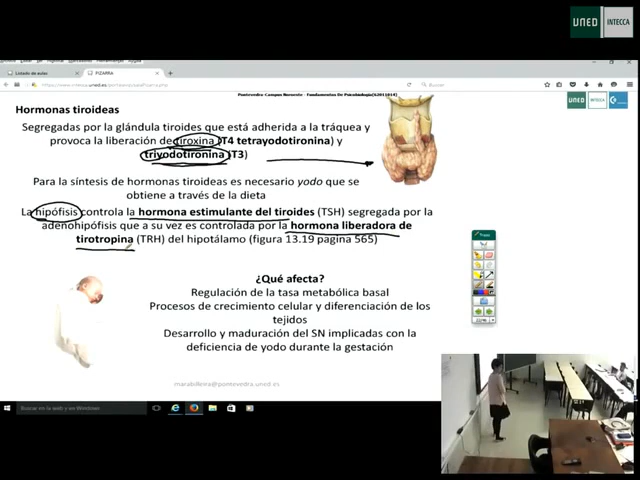 UNED
INTECCA
Listado de aulas
PIZARRA
Buscar
Pontevedra-Campus Noroeste - Fundamentos De Psicobiología(62011014)
UNED
INTECCA
Hormonas tiroideas
Segregadas por la glándula tiroides que está adherida a la tráquea y
provoca la liberación de tiroxina (T4 tetrayodotironina) y
triyodotironina (T3)
Para la síntesis de hormonas tiroideas es necesario yodo que se
obtiene a través de la dieta
La hipófisis controla la hormona estimulante del tiroides (TSH) segregada por la
adenohipófisis que a su vez es controlada por la hormona liberadora de
tirotropina (TRH) del hipotálamo (figura 13.19 pagina 565)
¿Qué afecta?
Regulación de la tasa metabólica basal
Procesos de crecimiento celular y diferenciación de los
tejidos
Desarrollo y maduración del SN implicadas con la
deficiencia de yodo durante la gestación
Buscar en la web y en Windows